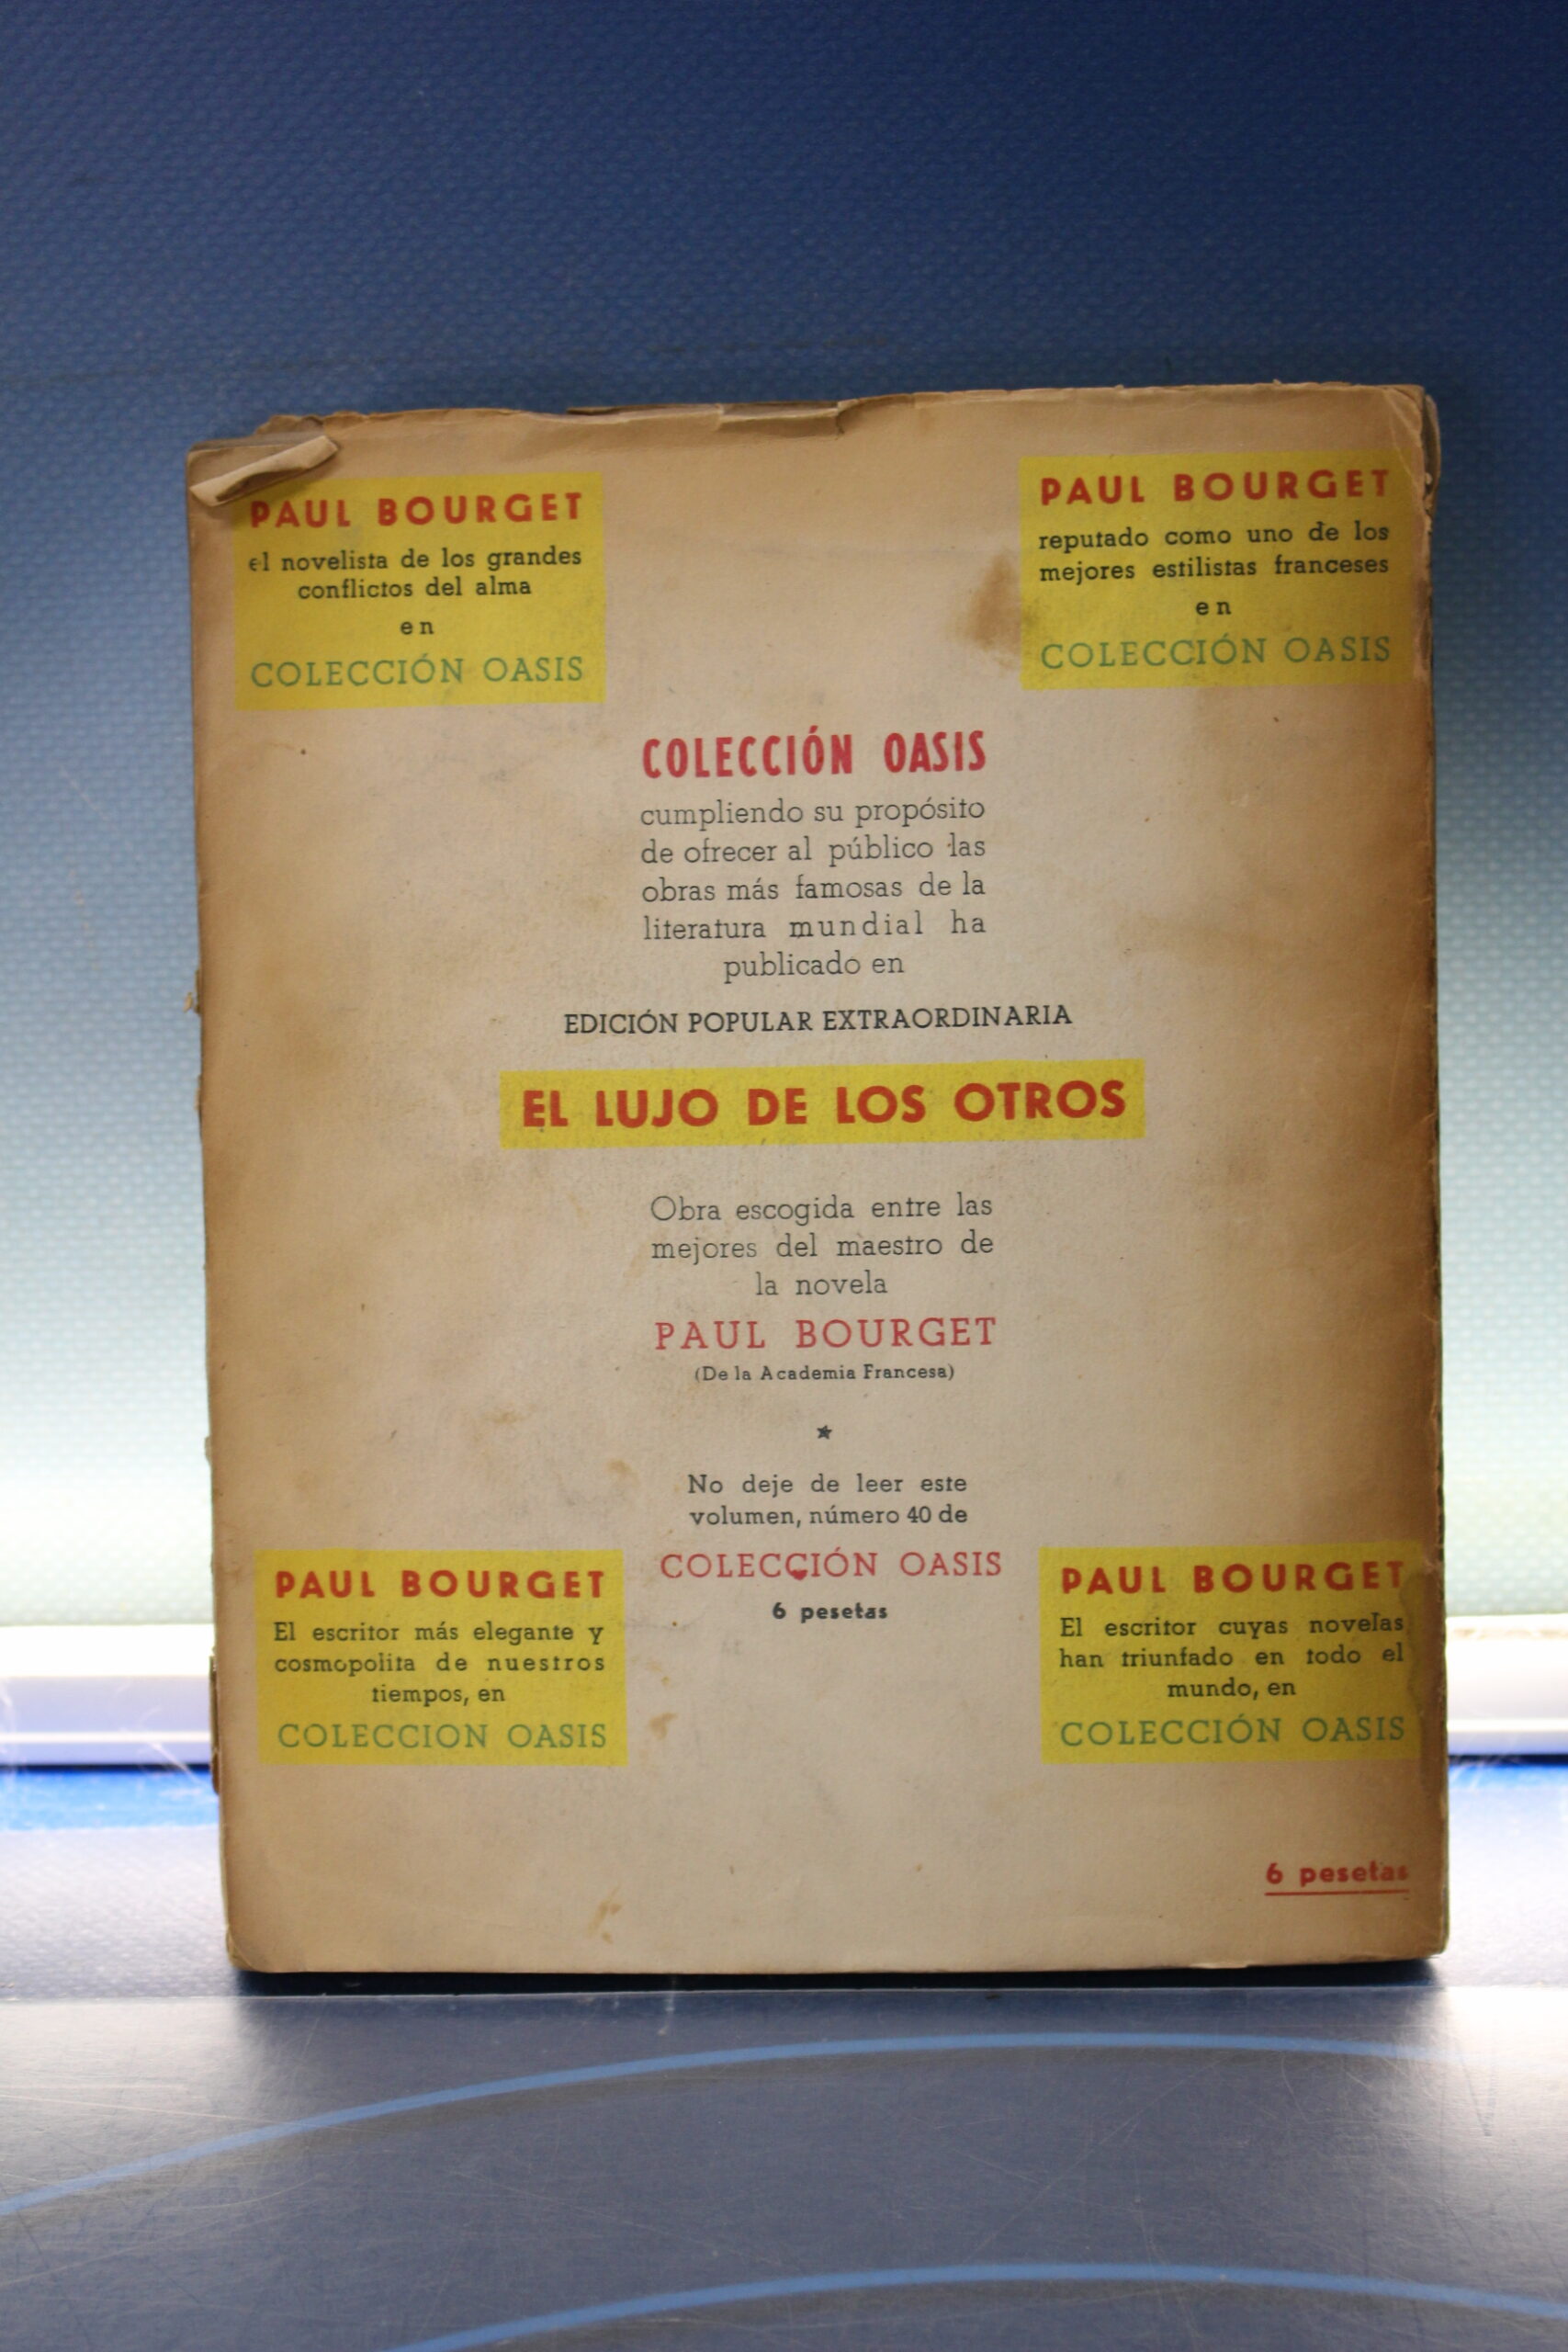 PAUL BOURGET
el novelista de los grandes
conflictos del alma
en
COLECCIÓN OASIS
PAUL BOURGET
reputado como uno de los
mejores estilistas franceses
en
COLECCIÓN OASIS
COLECCIÓN OASIS
cumpliendo su propósito
de ofrecer al público las
obras más famosas de la
literatura mundial ha
publicado en
EDICIÓN POPULAR EXTRAORDINARIA
EL LUJO DE LOS OTROS
Obra escogida entre las
mejores del maestro de
la novela
PAUL BOURGET
(De la Academia Francesa)
★
No deje de leer este
volumen, número 40 de
COLECCIÓN OASIS
6 pesetas
PAUL BOURGET
El escritor más elegante y
cosmopolita de nuestros
tiempos, en
COLECCION OASIS
PAUL BOURGET
El escritor cuyas novelas
han triunfado en todo el
mundo, en
COLECCIÓN OASIS
6 pesetas